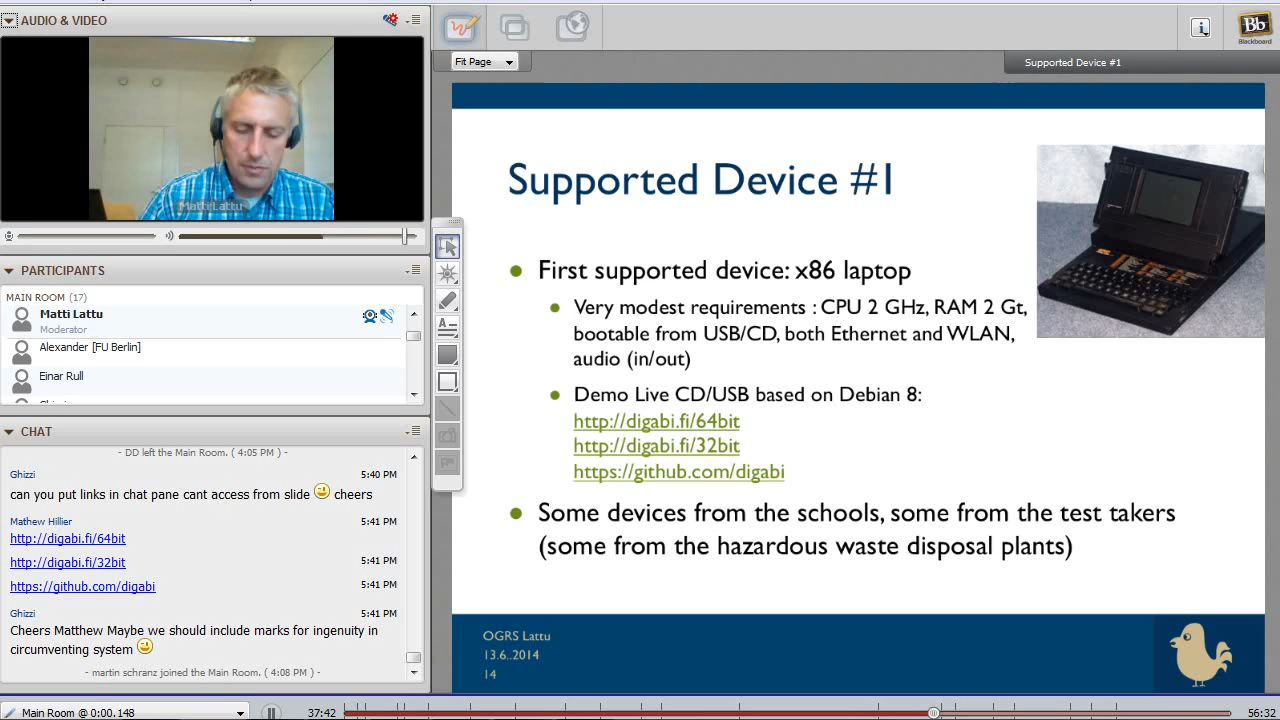 AUDIO & VIDEO
Matti Lattu
PARTICIPANTS
MAIN ROOM (17)
Matti Lattu
Moderator
Alexander [FU Berlin]
Einar Rull
CHAT
- DD left the Main Room. ( 4:05 PM ) -
Ghizzi 5:40 PM
can you put links in chat pane cant access from slide cheers
Mathew Hillier 5:41 PM
http://digabi.fi/64bit
http://digabi.fi/32bit 5:41 PM
https://github.com/digabi 5:41 PM
Ghizzi 5:41 PM
Cheers Matthew Maybe we should include marks for ingenuity in
circumventing system
- martin schranz joined the Main Room. ( 4:08 PM ) -
Main Room @ 0:00.148
37:42
56:32
Bb
Blackboard
Fit Page
Supported Device #1
Supported Device #1
First supported device: x86 laptop
Very modest requirements : CPU 2 GHz, RAM 2 Gt,
bootable from USB/CD, both Ethernet and WLAN,
audio (in/out)
Demo Live CD/USB based on Debian 8:
http://digabi.fi/64bit
http://digabi.fi/32bit
https://github.com/digabi
Some devices from the schools, some from the test takers
(some from the hazardous waste disposal plants)
OGRS Lattu
13.6..2014
14